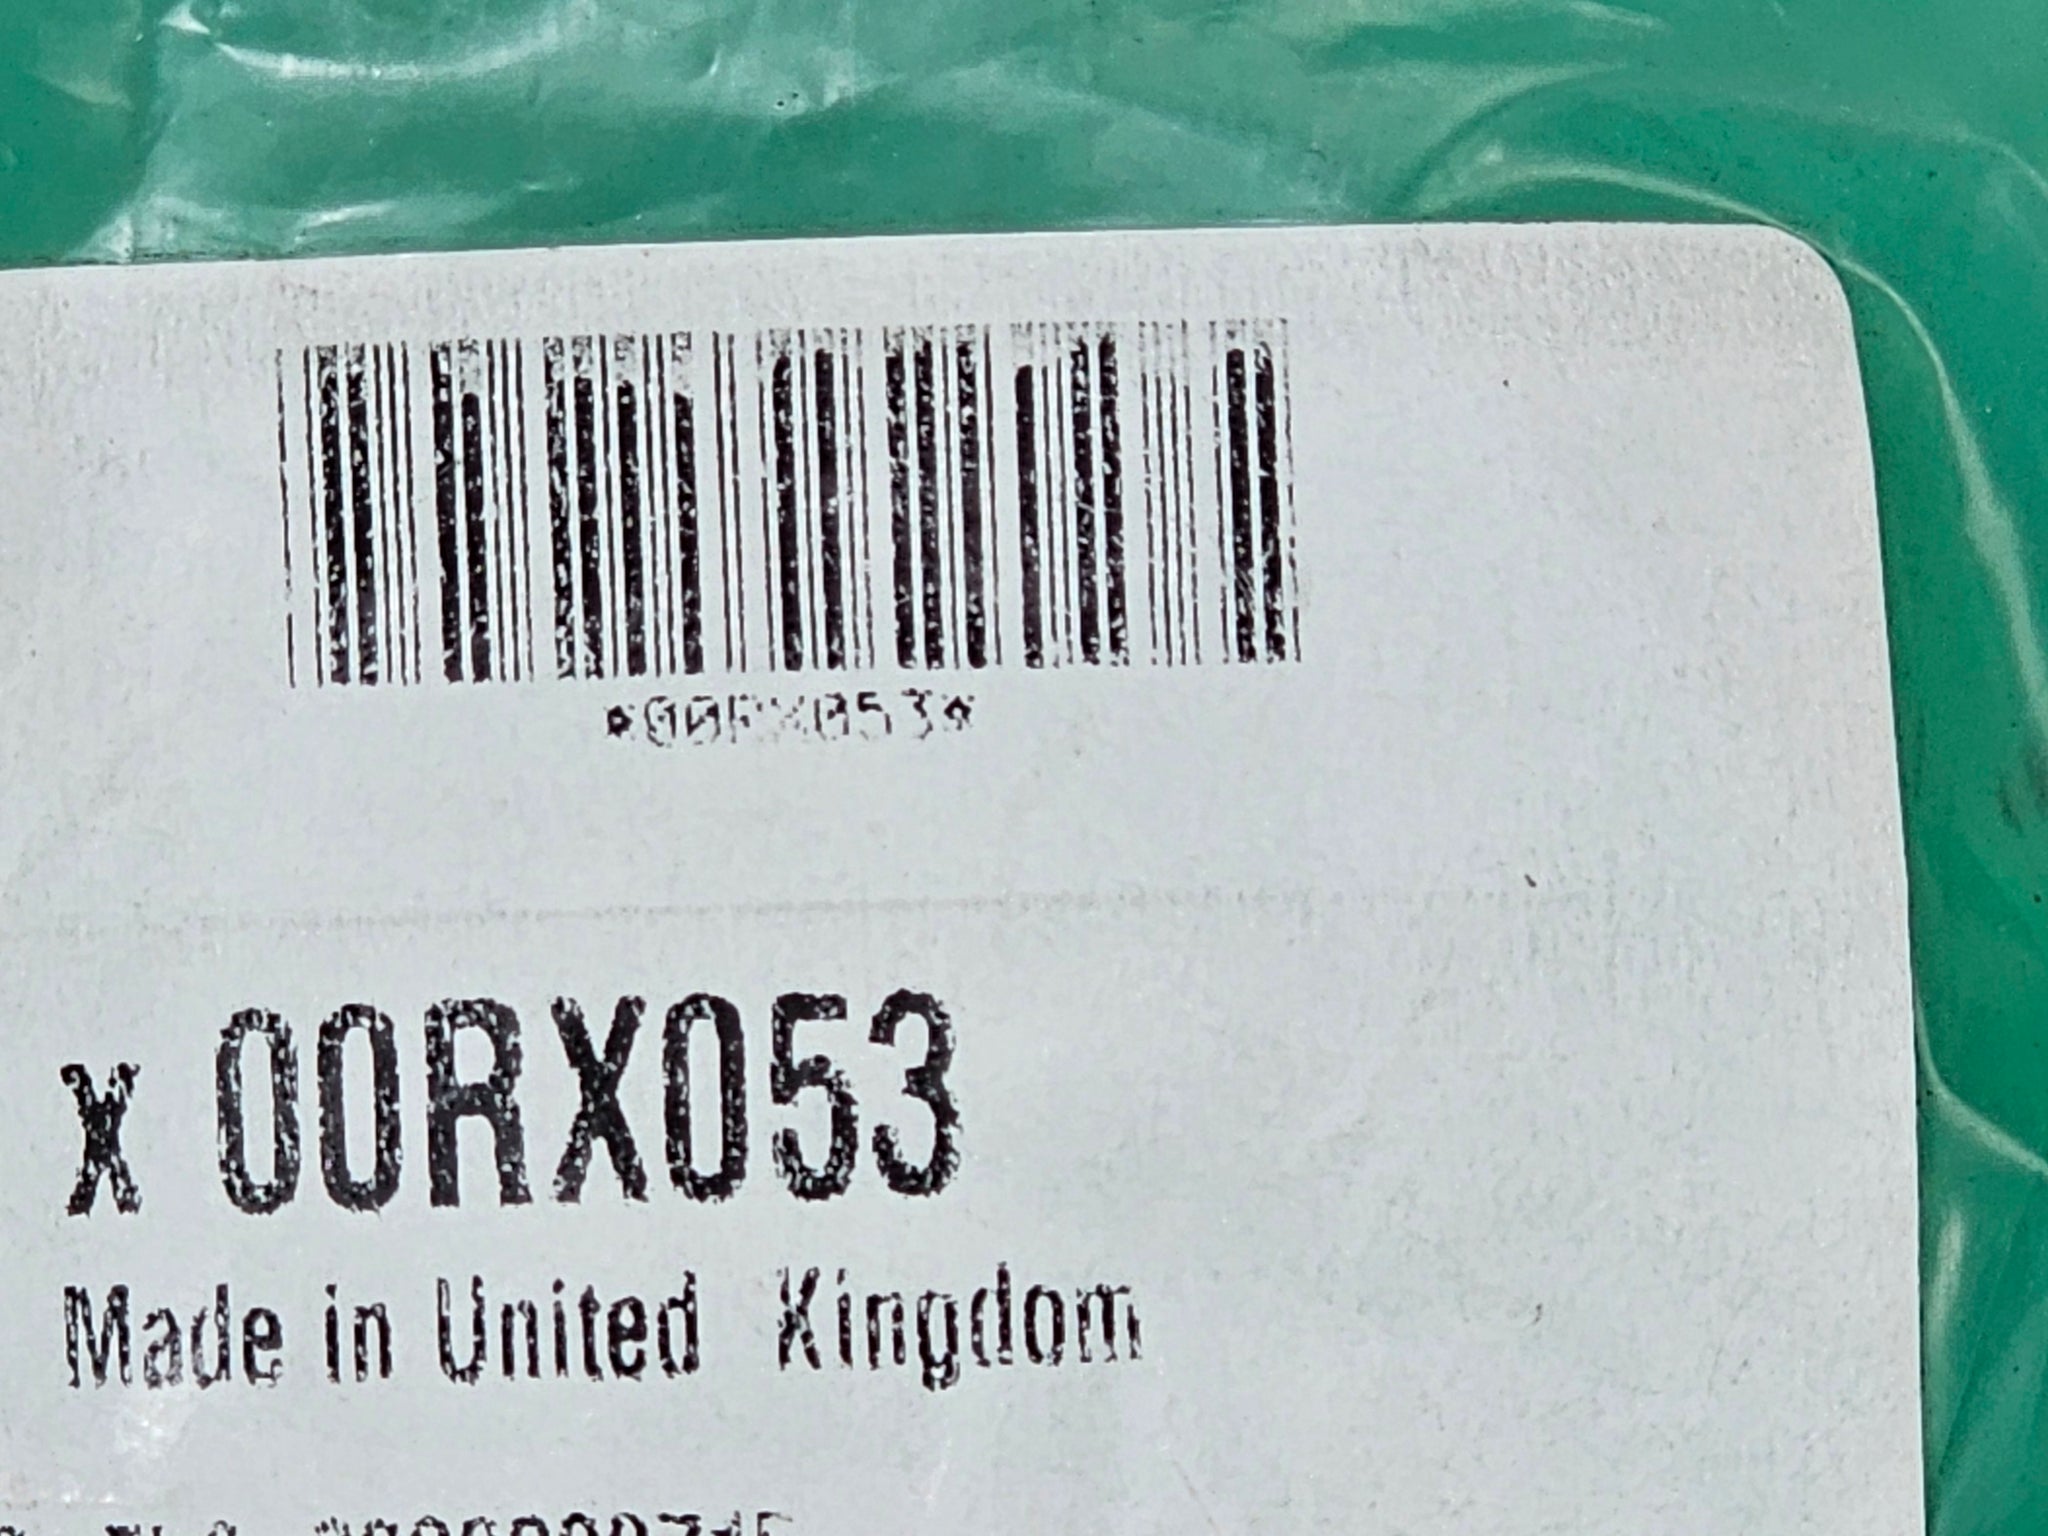 *00RX053*
x 00RX053
Made in United Kingdom